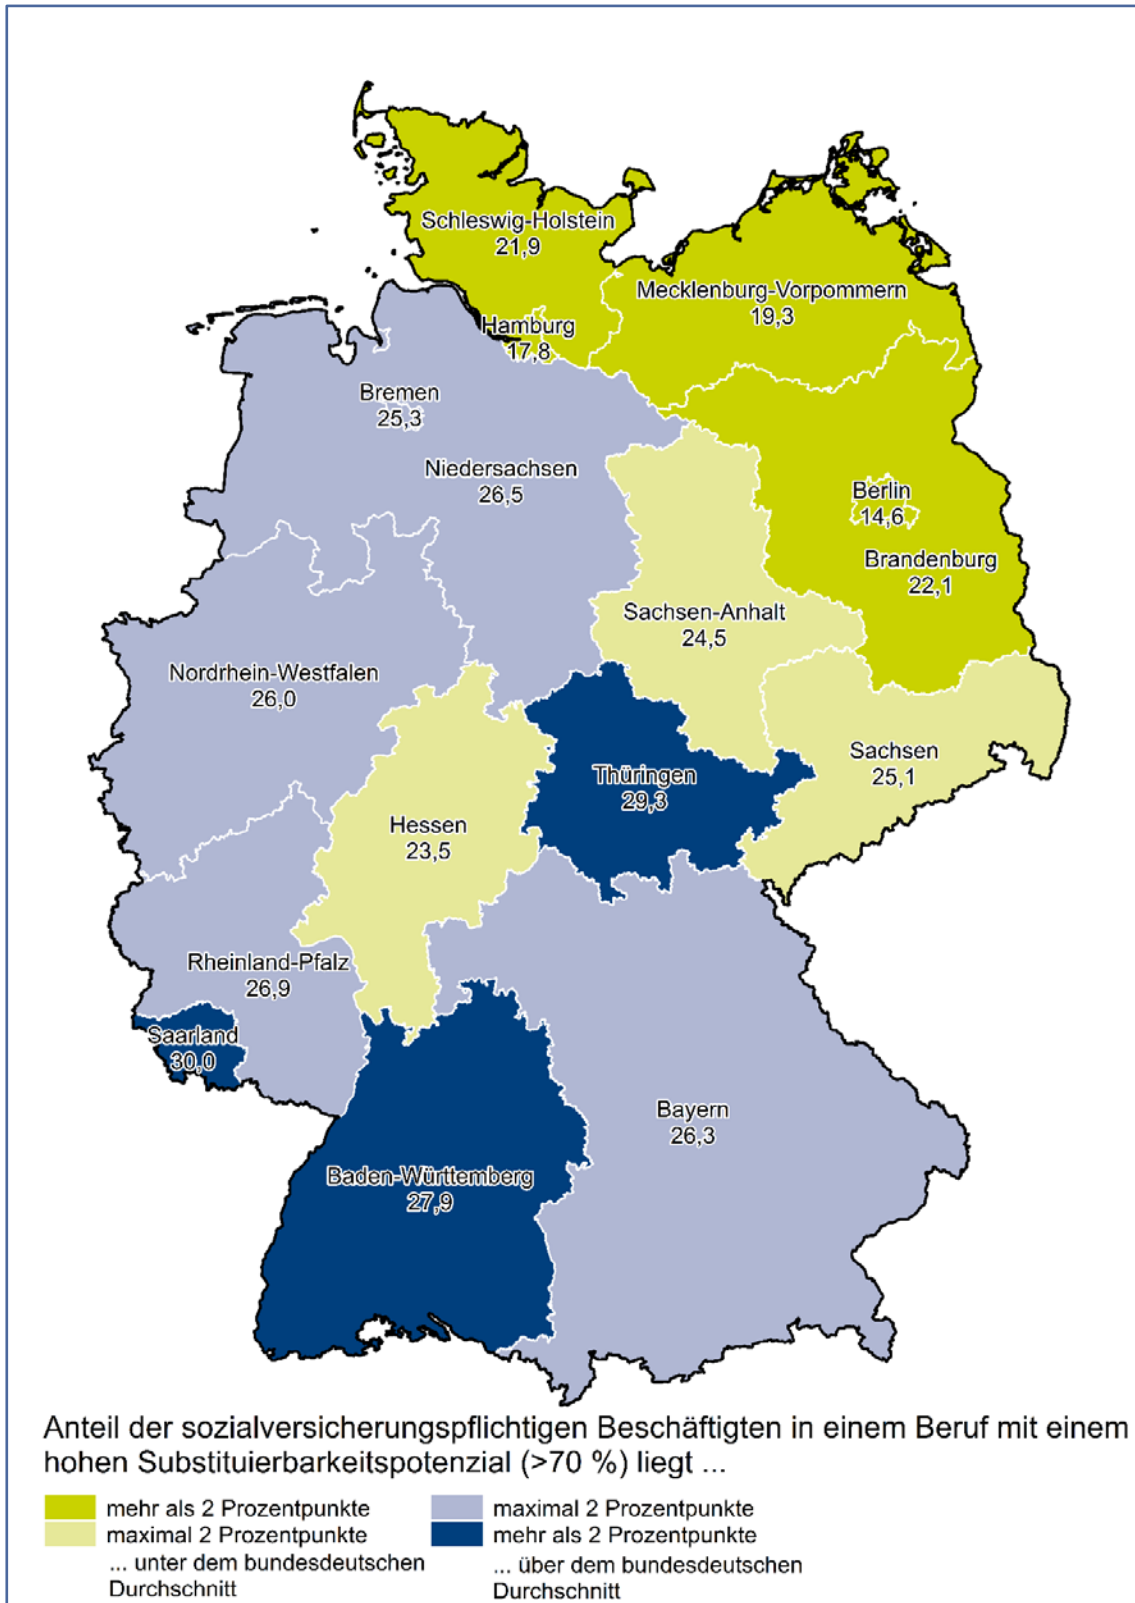 Schleswig-Holstein
21,9
Mecklenburg-Vorpommern
19,3
Hamburg
17,8
Bremen
25,3
Niedersachsen
26,5
Berlin
14,6
Brandenburg
22,1
Sachsen-Anhalt
24,5
Nordrhein-Westfalen
26,0
Sachsen
25,1
Thüringen
29,3
Hessen
23,5
Rheinland-Pfalz
26,9
Saarland
30,0
Bayern
26,3
Baden-Württemberg
27,9
Anteil der sozialversicherungspflichtigen Beschäftigten in einem Beruf mit einem
hohen Substituierbarkeitspotenzial (>70 %) liegt ...
mehr als 2 Prozentpunkte
maximal 2 Prozentpunkte
... unter dem bundesdeutschen
Durchschnitt
maximal 2 Prozentpunkte
mehr als 2 Prozentpunkte
... über dem bundesdeutschen
Durchschnitt